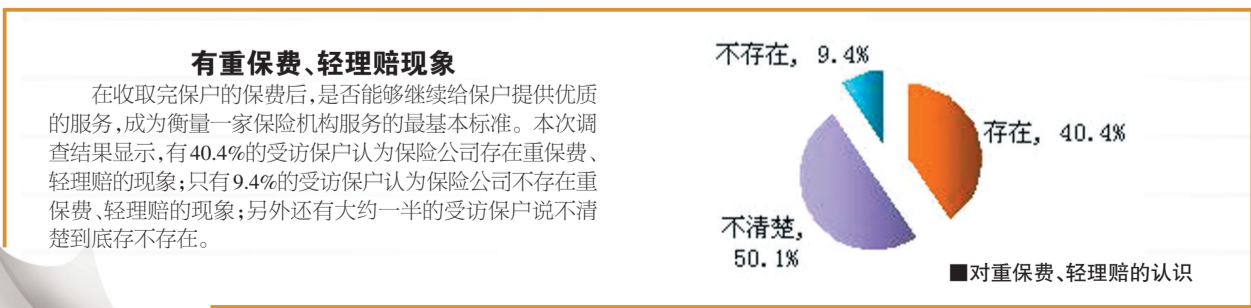 有重保费、轻理赔现象
在收取完保户的保费后,是否能够继续给保户提供优质
的服务,成为衡量一家保险机构服务的最基本标准。本次调
查结果显示,有40.4%的受访保户认为保险公司存在重保费、
轻理赔的现象;只有9.4%的受访保户认为保险公司不存在重
保费、轻理赔的现象;另外还有大约一半的受访保户说不清
楚到底存不存在。
不存在, 9.4%
存在, 40.4%
不清楚,
50.1%
■对重保费、轻理赔的认识